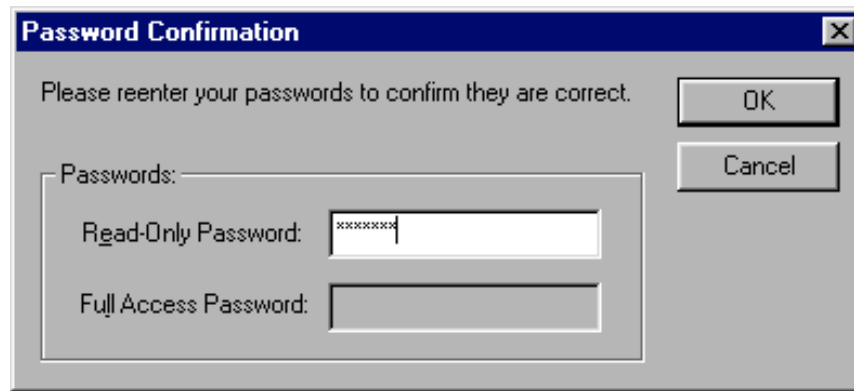 Password Confirmation
Please reenter your passwords to confirm they are correct.
OK
Cancel
Passwords:
Read-Only Password: *******
Full Access Password: